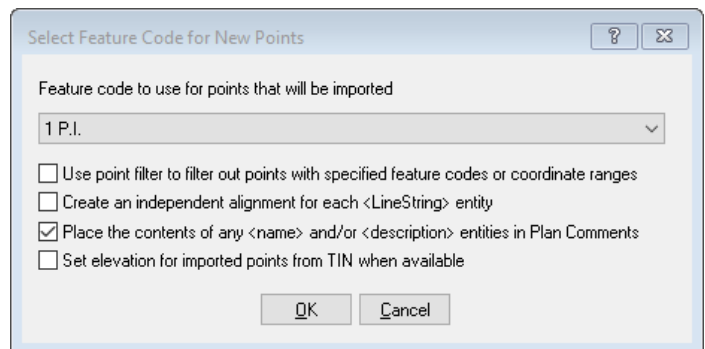 Select Feature Code for New Points
Feature code to use for points that will be imported
1 P.I.
Use point filter to filter out points with specified feature codes or coordinate ranges
Create an independent alignment for each <LineString> entity
Place the contents of any <name> and/or <description> entities in Plan Comments
Set elevation for imported points from TIN when available
OK Cancel